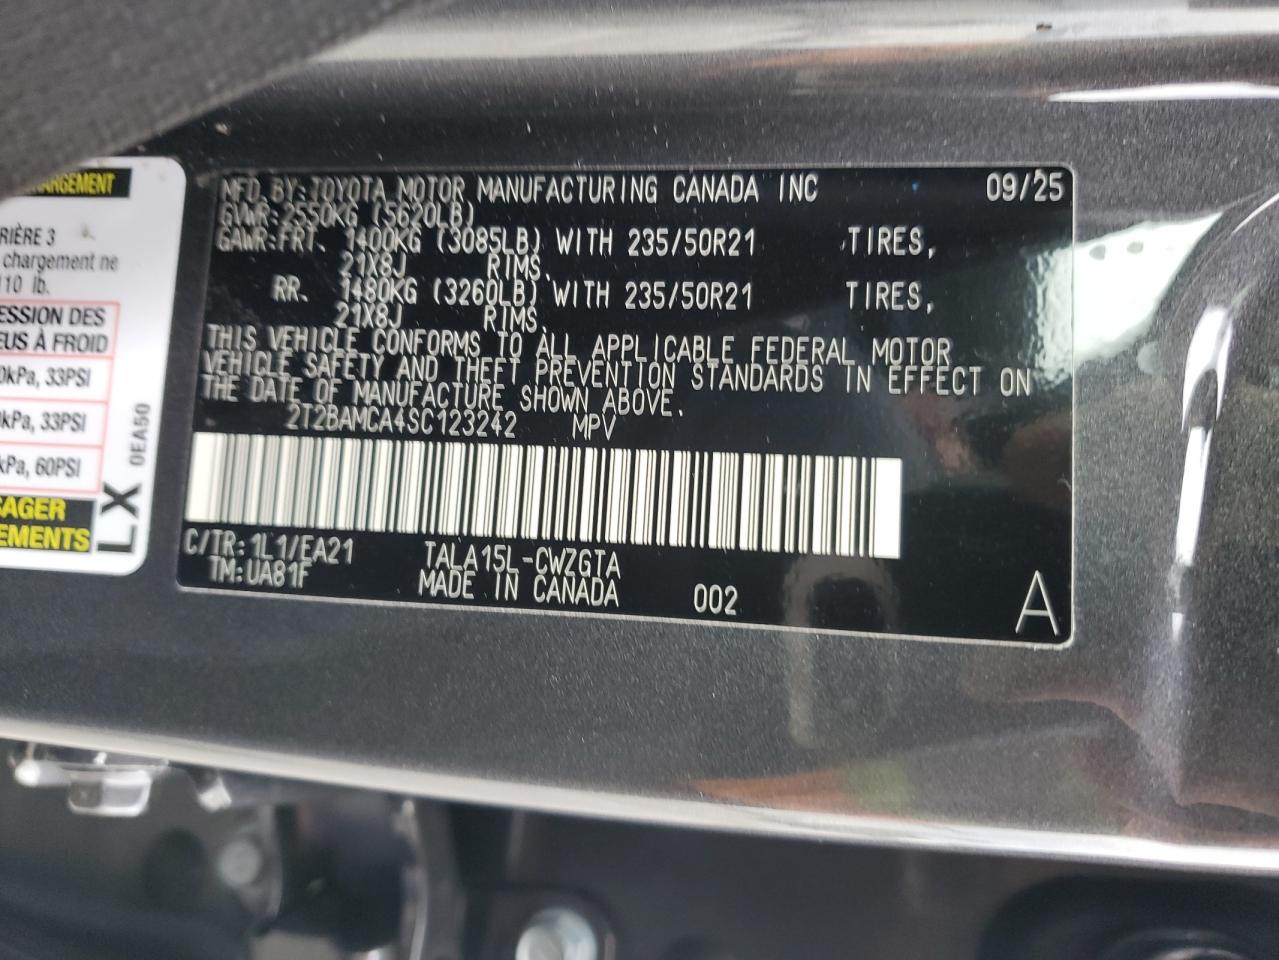 MFD.BY:TOYOTA MOTOR MANUFACTURING CANADA INC 09/25
GVWR:2550KG (5620LB)
GAWR:FRT. 1400KG (3085LB) WITH 235/50R21 TIRES,
21X8J RIMS,
RR. 1480KG (3260LB) WITH 235/50R21 TIRES,
21X8J RIMS,
THIS VEHICLE CONFORMS TO ALL APPLICABLE FEDERAL MOTOR
VEHICLE SAFETY AND THEFT PREVENTION STANDARDS IN EFFECT ON
THE DATE OF MANUFACTURE SHOWN ABOVE.
2T2BAMCA4SC123242 MPV
C/TR:1L1/EA21 TALA15L-CWZGTA
TM:UA81F MADE IN CANADA 002
A
RIÈRE 3
chargement ne
110 lb.
ESSION DES
EUS À FROID
0kPa, 33PSI
kPa, 33PSI
kPa, 60PSI
SAGER
EMENTS
LX
0EA50